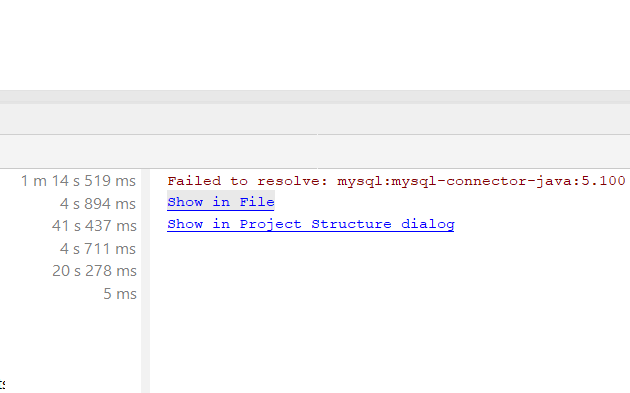 1 m 14 s 519 ms
4 s 894 ms
41 s 437 ms
4 s 711 ms
20 s 278 ms
5 ms
Failed to resolve: mysql:mysql-connector-java:5.100
Show in File
Show in Project Structure dialog